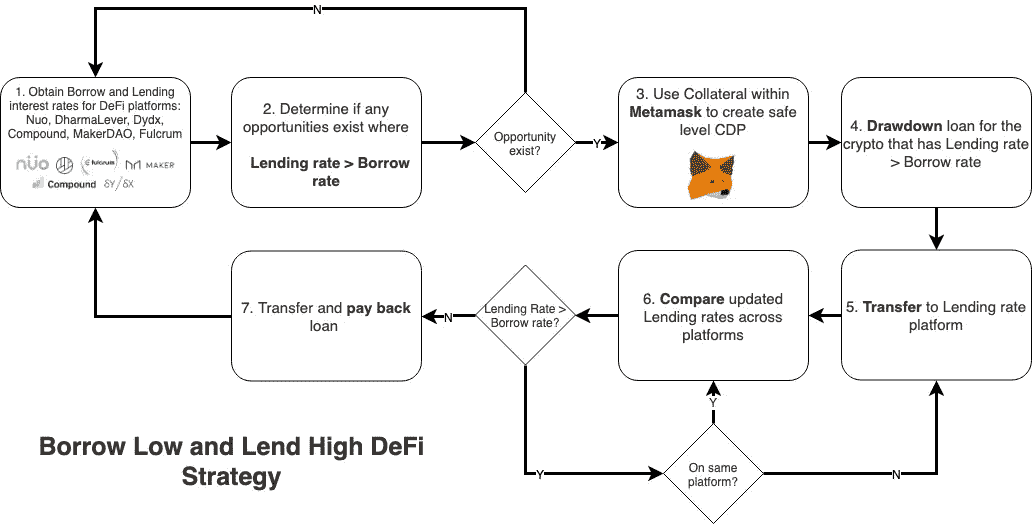 N
1. Obtain Borrow and Lending
interest rates for DeFi platforms:
Nuo, DharmaLever, Dydx,
Compound, MakerDAO, Fulcrum
nüo
fulcrum
MAKER
Compound
δY/δX
2. Determine if any
opportunities exist where
Lending rate > Borrow
rate
Opportunity
exist?
Y
3. Use Collateral within
Metamask to create safe
level CDP
4. Drawdown loan for the
crypto that has Lending rate
> Borrow rate
7. Transfer and pay back
loan
N
Lending Rate >
Borrow rate?
6. Compare updated
Lending rates across
platforms
5. Transfer to Lending rate
platform
Y
Borrow Low and Lend High DeFi
Strategy
Y
On same
platform?
N